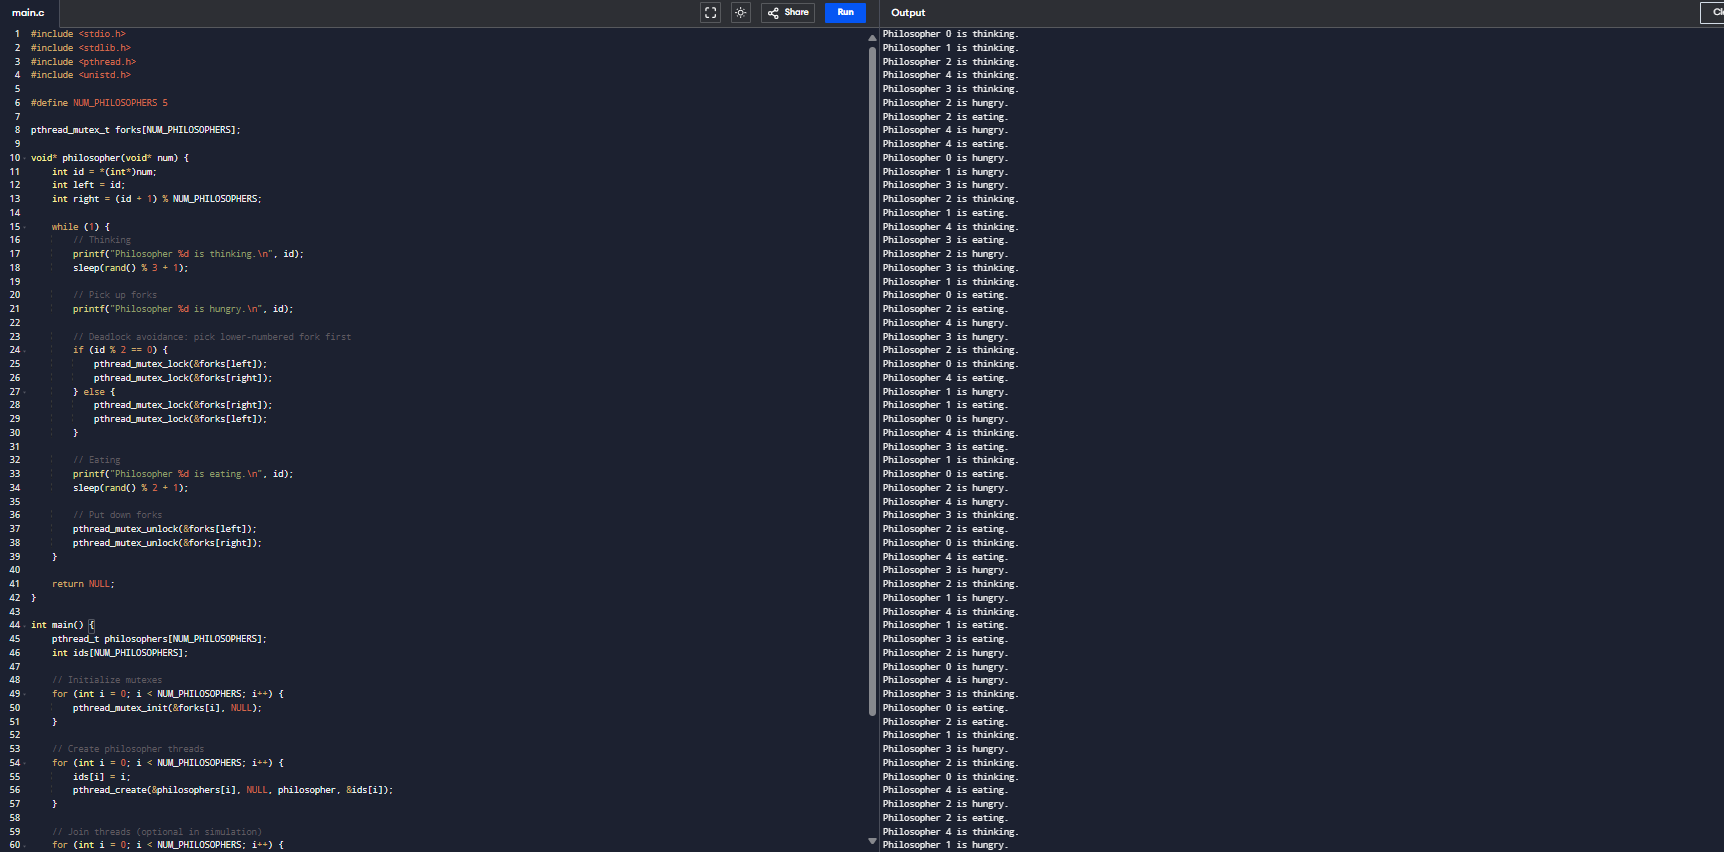 main.c
Share
Run
1 #include <stdio.h>
2 #include <stdlib.h>
3 #include <pthread.h>
4 #include <unistd.h>
5
6 #define NUM_PHILOSOPHERS 5
7
8 pthread_mutex_t forks[NUM_PHILOSOPHERS];
9
10 void* philosopher(void* num) {
11     int id = *(int*)num;
12     int left = id;
13     int right = (id + 1) % NUM_PHILOSOPHERS;
14
15     while (1) {
16         // Thinking
17         printf("Philosopher %d is thinking.\n", id);
18         sleep(rand() % 3 + 1);
19
20         // Pick up forks
21         printf("Philosopher %d is hungry.\n", id);
22
23         // Deadlock avoidance: pick lower-numbered fork first
24         if (id % 2 == 0) {
25             pthread_mutex_lock(&forks[left]);
26             pthread_mutex_lock(&forks[right]);
27         } else {
28             pthread_mutex_lock(&forks[right]);
29             pthread_mutex_lock(&forks[left]);
30         }
31
32         // Eating
33         printf("Philosopher %d is eating.\n", id);
34         sleep(rand() % 2 + 1);
35
36         // Put down forks
37         pthread_mutex_unlock(&forks[left]);
38         pthread_mutex_unlock(&forks[right]);
39     }
40
41     return NULL;
42 }
43
44 int main() {
45     pthread_t philosophers[NUM_PHILOSOPHERS];
46     int ids[NUM_PHILOSOPHERS];
47
48     // Initialize mutexes
49     for (int i = 0; i < NUM_PHILOSOPHERS; i++) {
50         pthread_mutex_init(&forks[i], NULL);
51     }
52
53     // Create philosopher threads
54     for (int i = 0; i < NUM_PHILOSOPHERS; i++) {
55         ids[i] = i;
56         pthread_create(&philosophers[i], NULL, philosopher, &ids[i]);
57     }
58
59     // Join threads (optional in simulation)
60     for (int i = 0; i < NUM_PHILOSOPHERS; i++) {
Output
Philosopher 0 is thinking.
Philosopher 1 is thinking.
Philosopher 2 is thinking.
Philosopher 4 is thinking.
Philosopher 3 is thinking.
Philosopher 2 is hungry.
Philosopher 2 is eating.
Philosopher 4 is hungry.
Philosopher 4 is eating.
Philosopher 0 is hungry.
Philosopher 1 is hungry.
Philosopher 3 is hungry.
Philosopher 2 is thinking.
Philosopher 1 is eating.
Philosopher 4 is thinking.
Philosopher 3 is eating.
Philosopher 2 is hungry.
Philosopher 3 is thinking.
Philosopher 1 is thinking.
Philosopher 0 is eating.
Philosopher 2 is eating.
Philosopher 4 is hungry.
Philosopher 3 is hungry.
Philosopher 2 is thinking.
Philosopher 0 is thinking.
Philosopher 4 is eating.
Philosopher 1 is hungry.
Philosopher 1 is eating.
Philosopher 0 is hungry.
Philosopher 4 is thinking.
Philosopher 3 is eating.
Philosopher 1 is thinking.
Philosopher 0 is eating.
Philosopher 2 is hungry.
Philosopher 4 is hungry.
Philosopher 3 is thinking.
Philosopher 2 is eating.
Philosopher 0 is thinking.
Philosopher 4 is eating.
Philosopher 3 is hungry.
Philosopher 2 is thinking.
Philosopher 1 is hungry.
Philosopher 4 is thinking.
Philosopher 1 is eating.
Philosopher 3 is eating.
Philosopher 2 is hungry.
Philosopher 0 is hungry.
Philosopher 4 is hungry.
Philosopher 3 is thinking.
Philosopher 0 is eating.
Philosopher 2 is eating.
Philosopher 1 is thinking.
Philosopher 3 is hungry.
Philosopher 2 is thinking.
Philosopher 0 is thinking.
Philosopher 4 is eating.
Philosopher 2 is hungry.
Philosopher 2 is eating.
Philosopher 4 is thinking.
Philosopher 1 is hungry.